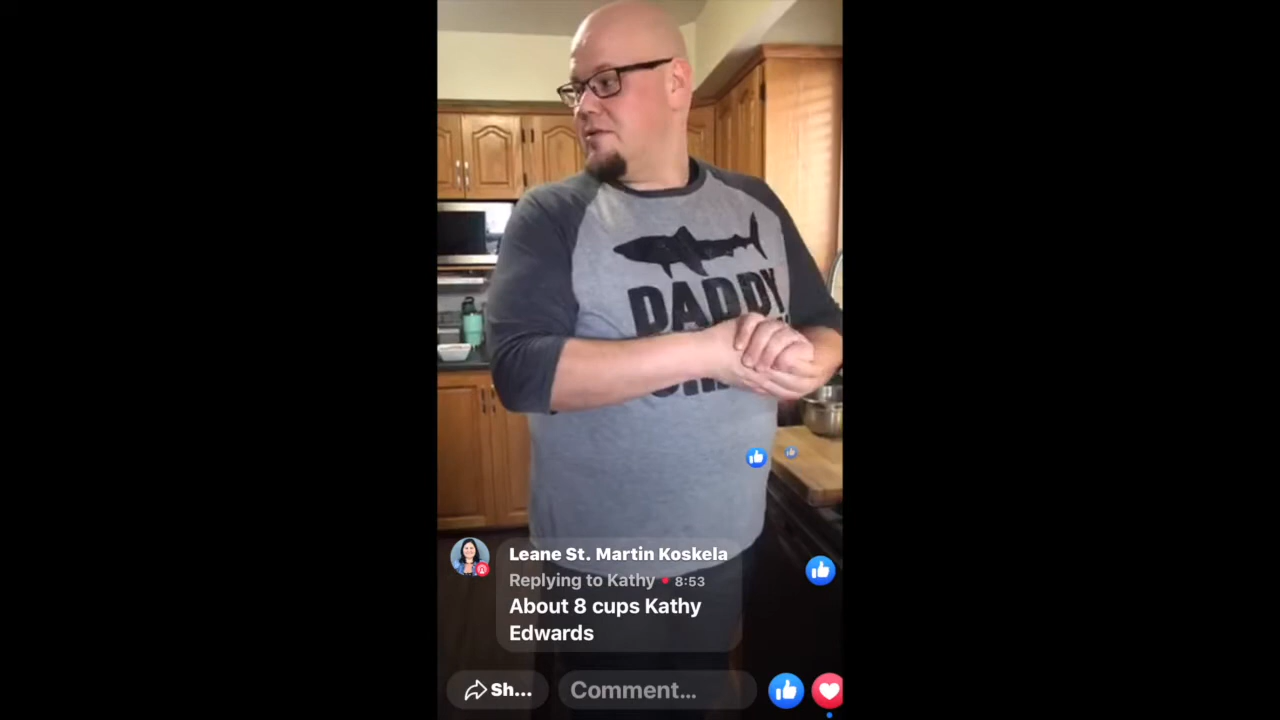 DADDY
Leane St. Martin Koskela
Replying to Kathy • 8:53
About 8 cups Kathy
Edwards
Sh...
Comment...